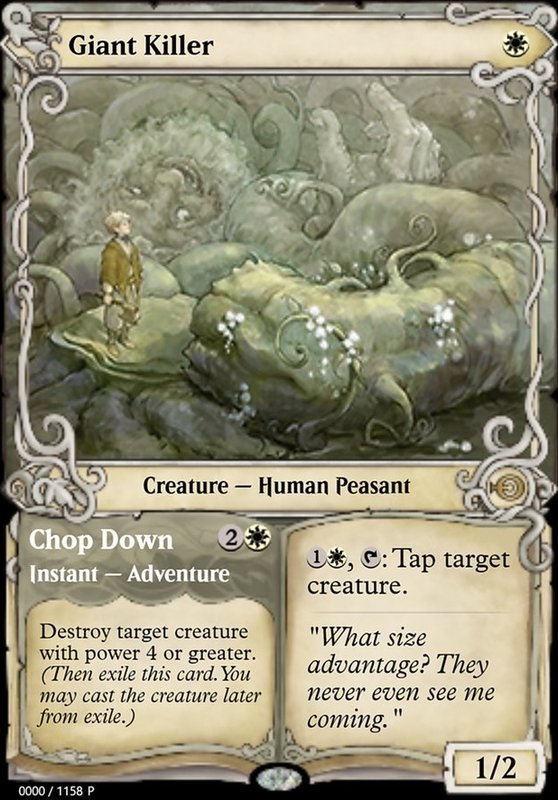 Giant Killer
Creature — Human Peasant
Chop Down 2
Instant — Adventure
Destroy target creature
with power 4 or greater.
(Then exile this card. You
may cast the creature later
from exile.)
1, : Tap target
creature.
"What size
advantage? They
never even see me
coming."
1/2
0000 / 1158 P